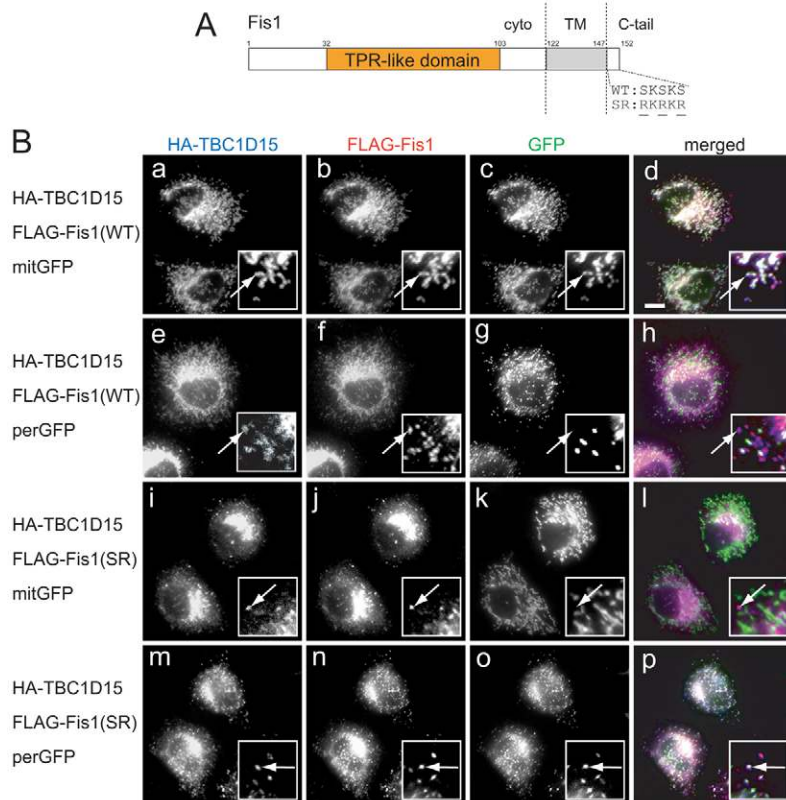 A
Fis1 cyto TM C-tail
1 32 103 122 147 152
TPR-like domain
WT:SKSKS
SR:RKRKR
B
HA-TBC1D15 FLAG-Fis1 GFP merged
HA-TBC1D15
FLAG-Fis1(WT)
mitGFP
a b c d
HA-TBC1D15
FLAG-Fis1(WT)
perGFP
e f g h
HA-TBC1D15
FLAG-Fis1(SR)
mitGFP
i j k l
HA-TBC1D15
FLAG-Fis1(SR)
perGFP
m n o p